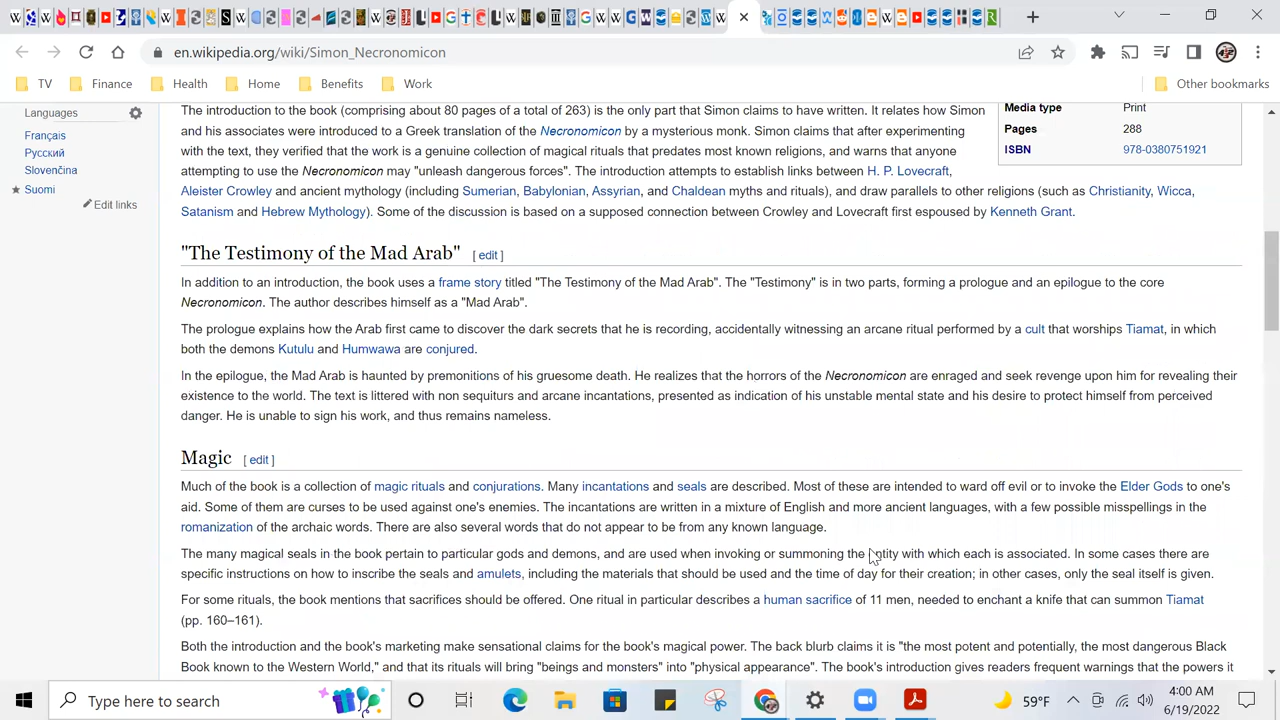 en.wikipedia.org/wiki/Simon_Necronomicon
TV Finance Health Home Benefits Work Other bookmarks
Languages
Français
Русский
Slovenčina
Suomi
Edit links
The introduction to the book (comprising about 80 pages of a total of 263) is the only part that Simon claims to have written. It relates how Simon
and his associates were introduced to a Greek translation of the Necronomicon by a mysterious monk. Simon claims that after experimenting
with the text, they verified that the work is a genuine collection of magical rituals that predates most known religions, and warns that anyone
attempting to use the Necronomicon may "unleash dangerous forces". The introduction attempts to establish links between H. P. Lovecraft,
Aleister Crowley and ancient mythology (including Sumerian, Babylonian, Assyrian, and Chaldean myths and rituals), and draw parallels to other religions (such as Christianity, Wicca,
Satanism and Hebrew Mythology). Some of the discussion is based on a supposed connection between Crowley and Lovecraft first espoused by Kenneth Grant.
Media type Print
Pages 288
ISBN 978-0380751921
"The Testimony of the Mad Arab" [ edit ]
In addition to an introduction, the book uses a frame story titled "The Testimony of the Mad Arab". The "Testimony" is in two parts, forming a prologue and an epilogue to the core
Necronomicon. The author describes himself as a "Mad Arab".
The prologue explains how the Arab first came to discover the dark secrets that he is recording, accidentally witnessing an arcane ritual performed by a cult that worships Tiamat, in which
both the demons Kutulu and Humwawa are conjured.
In the epilogue, the Mad Arab is haunted by premonitions of his gruesome death. He realizes that the horrors of the Necronomicon are enraged and seek revenge upon him for revealing their
existence to the world. The text is littered with non sequiturs and arcane incantations, presented as indication of his unstable mental state and his desire to protect himself from perceived
danger. He is unable to sign his work, and thus remains nameless.
Magic [ edit ]
Much of the book is a collection of magic rituals and conjurations. Many incantations and seals are described. Most of these are intended to ward off evil or to invoke the Elder Gods to one's
aid. Some of them are curses to be used against one's enemies. The incantations are written in a mixture of English and more ancient languages, with a few possible misspellings in the
romanization of the archaic words. There are also several words that do not appear to be from any known language.
The many magical seals in the book pertain to particular gods and demons, and are used when invoking or summoning the entity with which each is associated. In some cases there are
specific instructions on how to inscribe the seals and amulets, including the materials that should be used and the time of day for their creation; in other cases, only the seal itself is given.
For some rituals, the book mentions that sacrifices should be offered. One ritual in particular describes a human sacrifice of 11 men, needed to enchant a knife that can summon Tiamat
(pp. 160–161).
Both the introduction and the book's marketing make sensational claims for the book's magical power. The back blurb claims it is "the most potent and potentially, the most dangerous Black
Book known to the Western World," and that its rituals will bring "beings and monsters" into "physical appearance". The book's introduction gives readers frequent warnings that the powers it
Type here to search
59°F
4:00 AM
6/19/2022